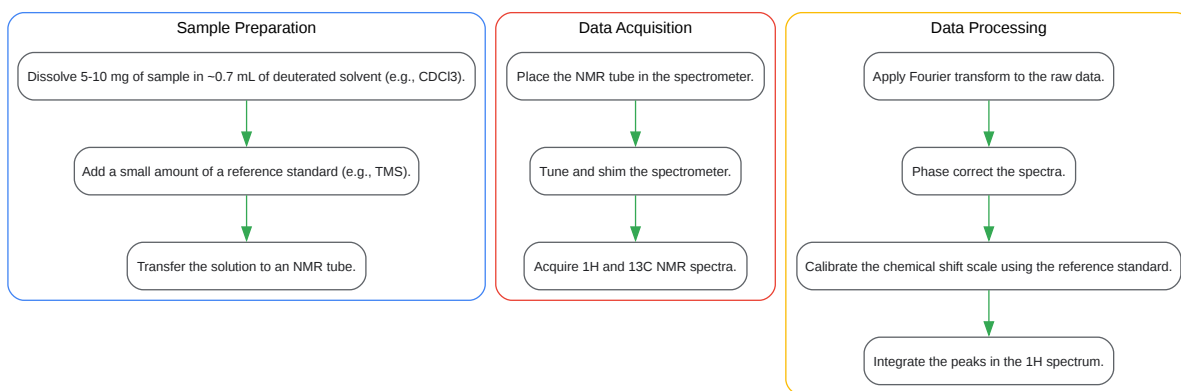 Sample Preparation
Dissolve 5-10 mg of sample in ~0.7 mL of deuterated solvent (e.g., CDCl3).
Add a small amount of a reference standard (e.g., TMS).
Transfer the solution to an NMR tube.
Data Acquisition
Place the NMR tube in the spectrometer.
Tune and shim the spectrometer.
Acquire 1H and 13C NMR spectra.
Data Processing
Apply Fourier transform to the raw data.
Phase correct the spectra.
Calibrate the chemical shift scale using the reference standard.
Integrate the peaks in the 1H spectrum.